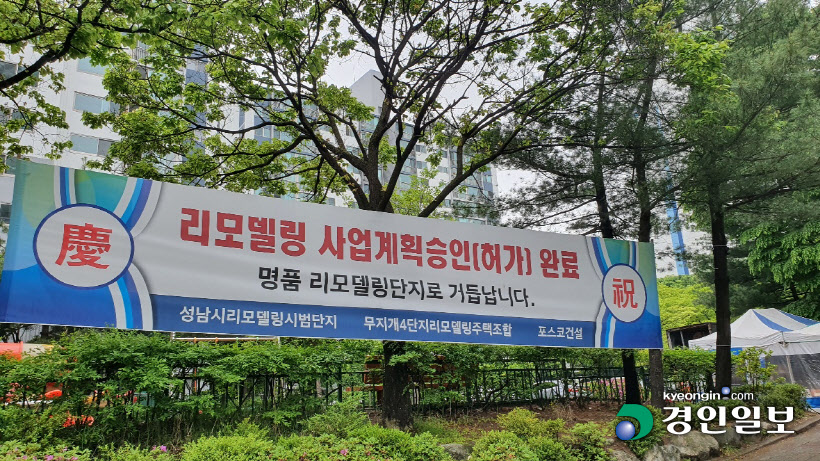 慶
리모델링 사업계획승인(허가) 완료
명품 리모델링단지로 거듭납니다.
祝
성남시리모델링시범단지 무지개4단지리모델링주택조합 포스코건설
kyeongin.com
경인일보